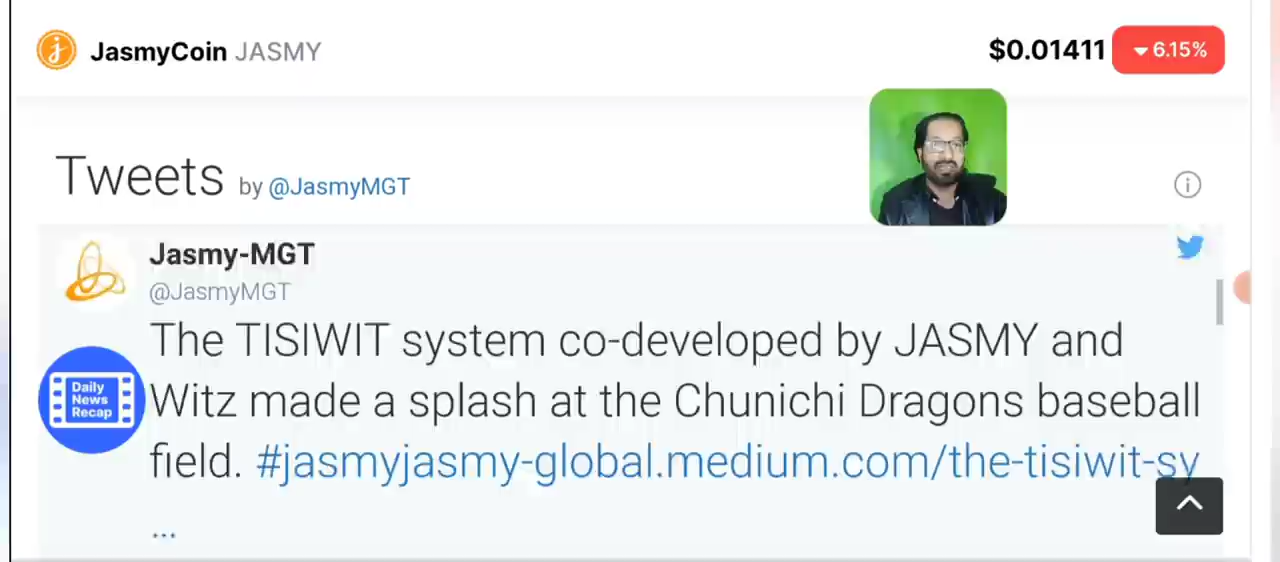 JasmyCoin JASMY $0.01411 6.15%
Tweets by @JasmyMGT
Jasmy-MGT
@JasmyMGT
The TISIWIT system co-developed by JASMY and
Witz made a splash at the Chunichi Dragons baseball
field. #jasmyjasmy-global.medium.com/the-tisiwit-sy
...
Daily
News
Recap